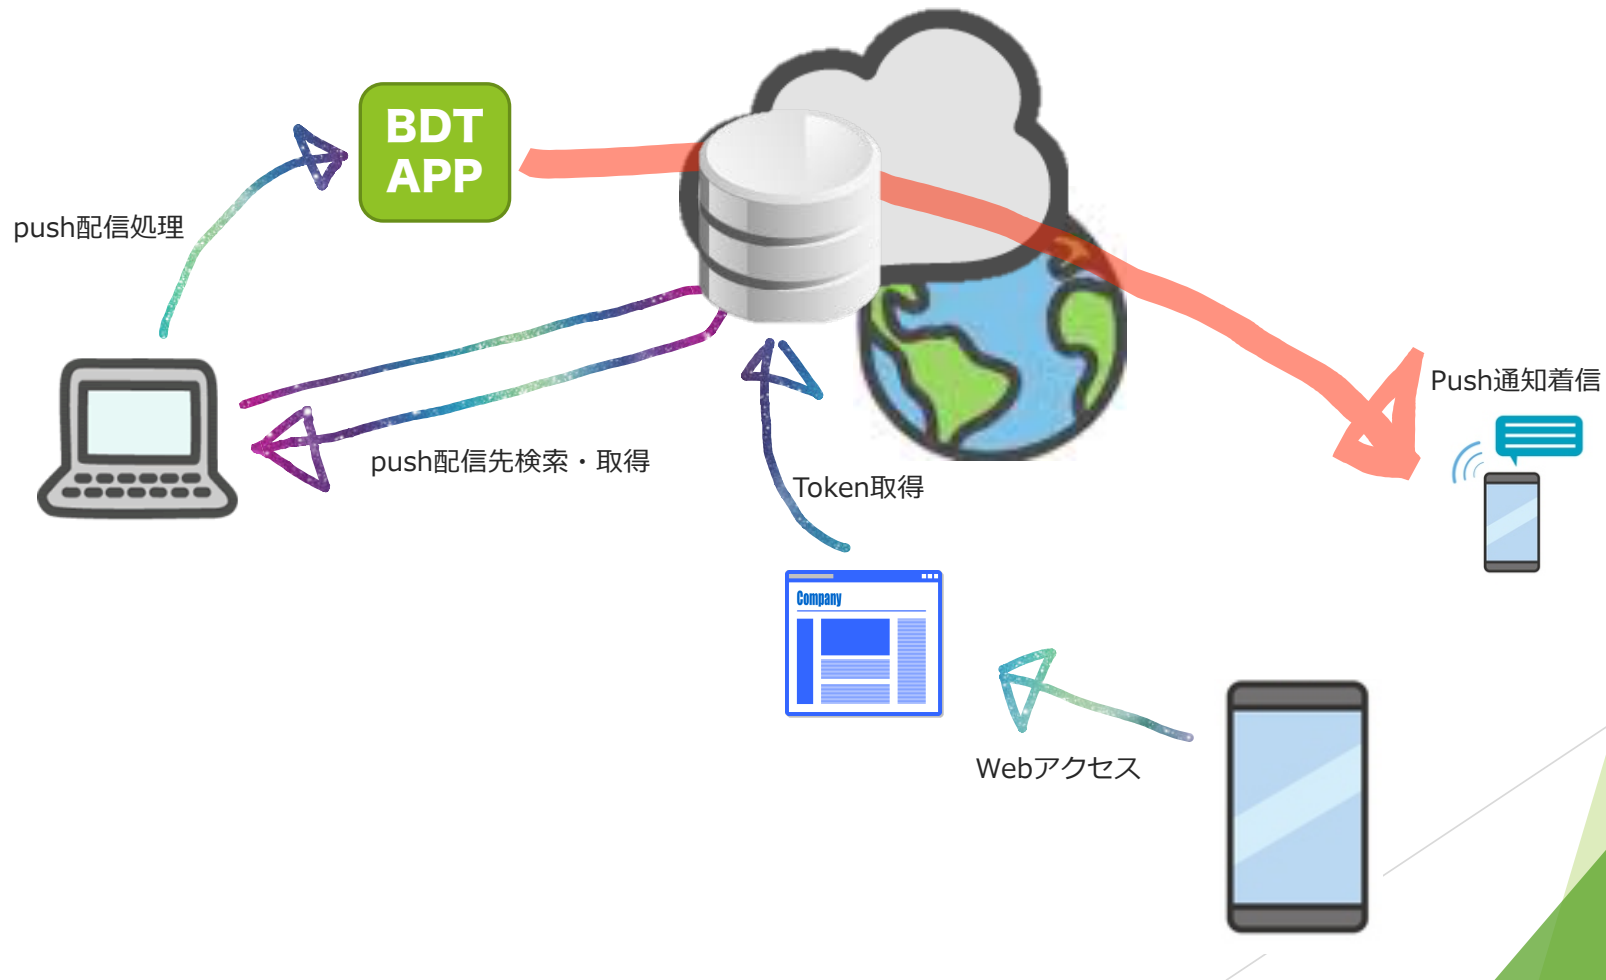 BDT
APP
push配信処理
Push通知着信
push配信先検索・取得
Token取得
Company
Webアクセス